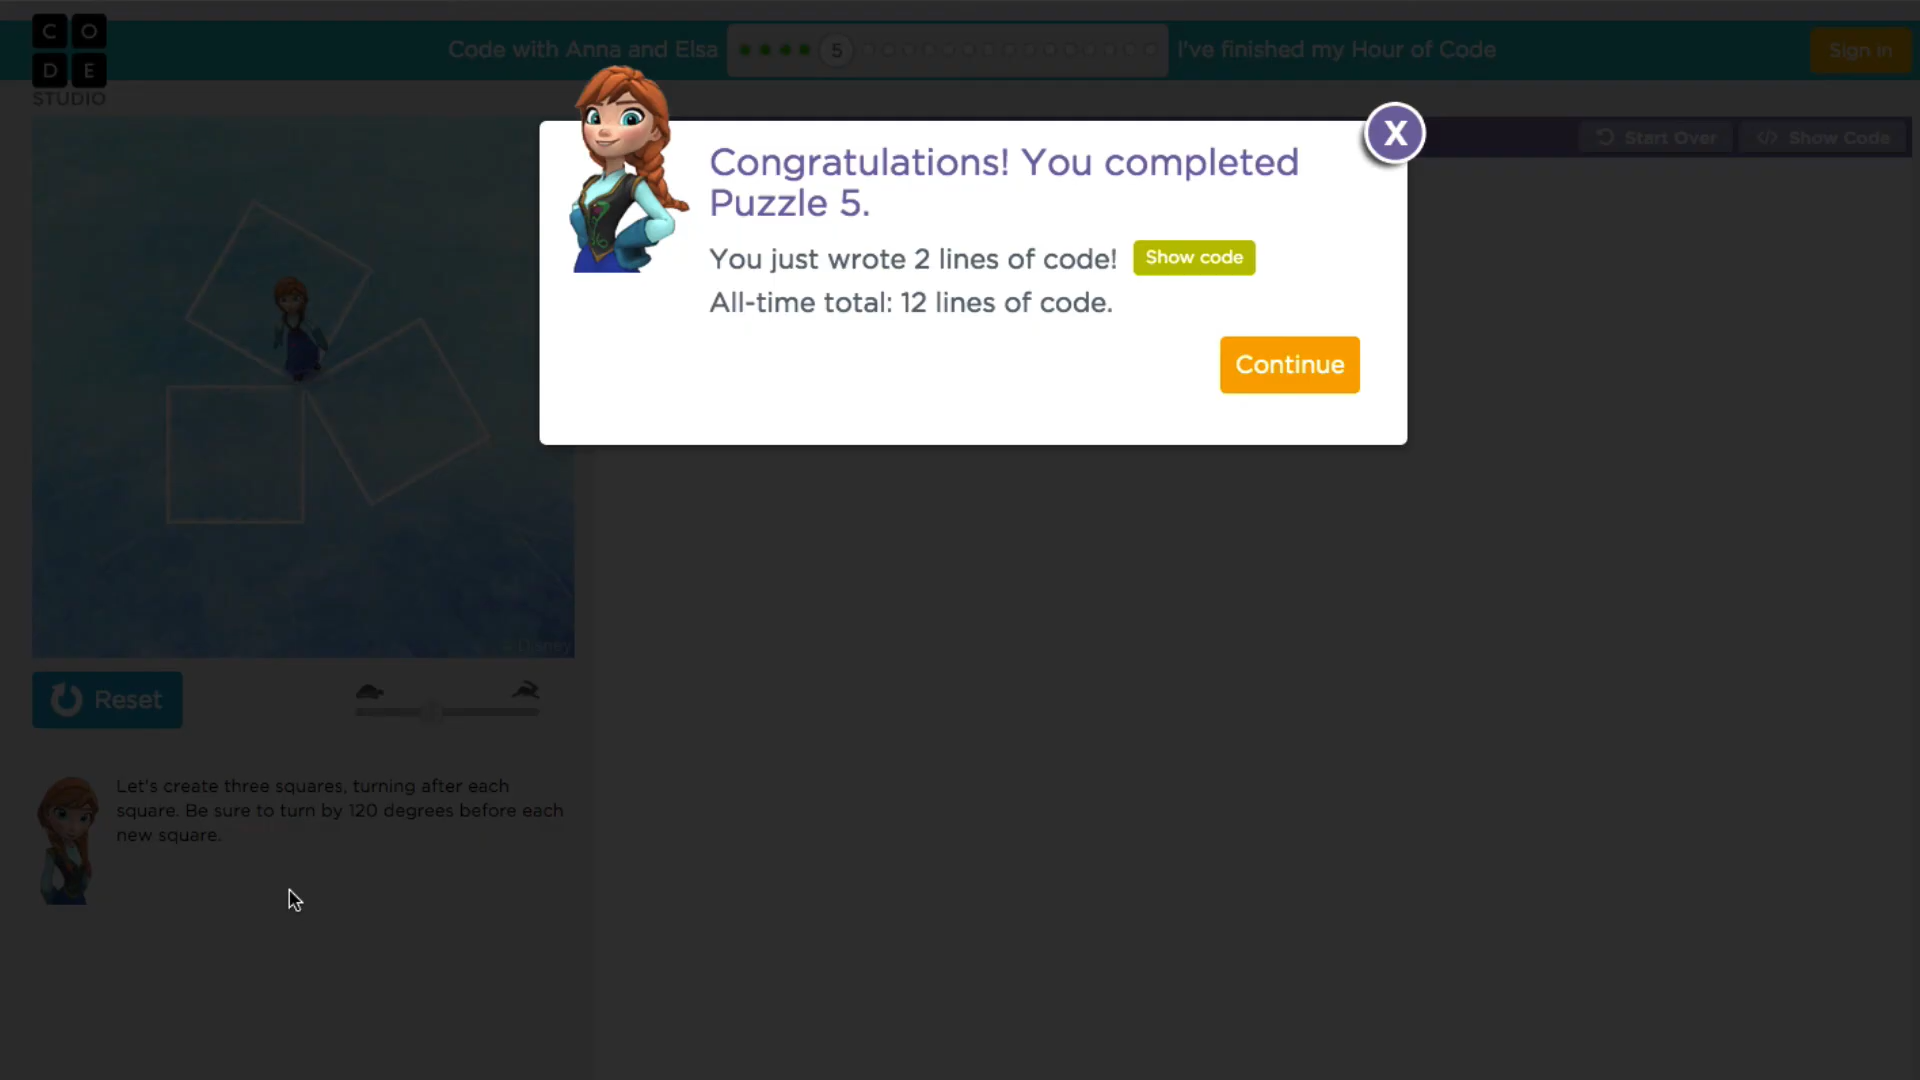 C O
D E
STUDIO
Code with Anna and Elsa
5
I've finished my Hour of Code
Sign in
Start Over
</> Show Code
X
Congratulations! You completed
Puzzle 5.
You just wrote 2 lines of code!
Show code
All-time total: 12 lines of code.
Continue
© Disney
Reset
Let's create three squares, turning after each
square. Be sure to turn by 120 degrees before each
new square.